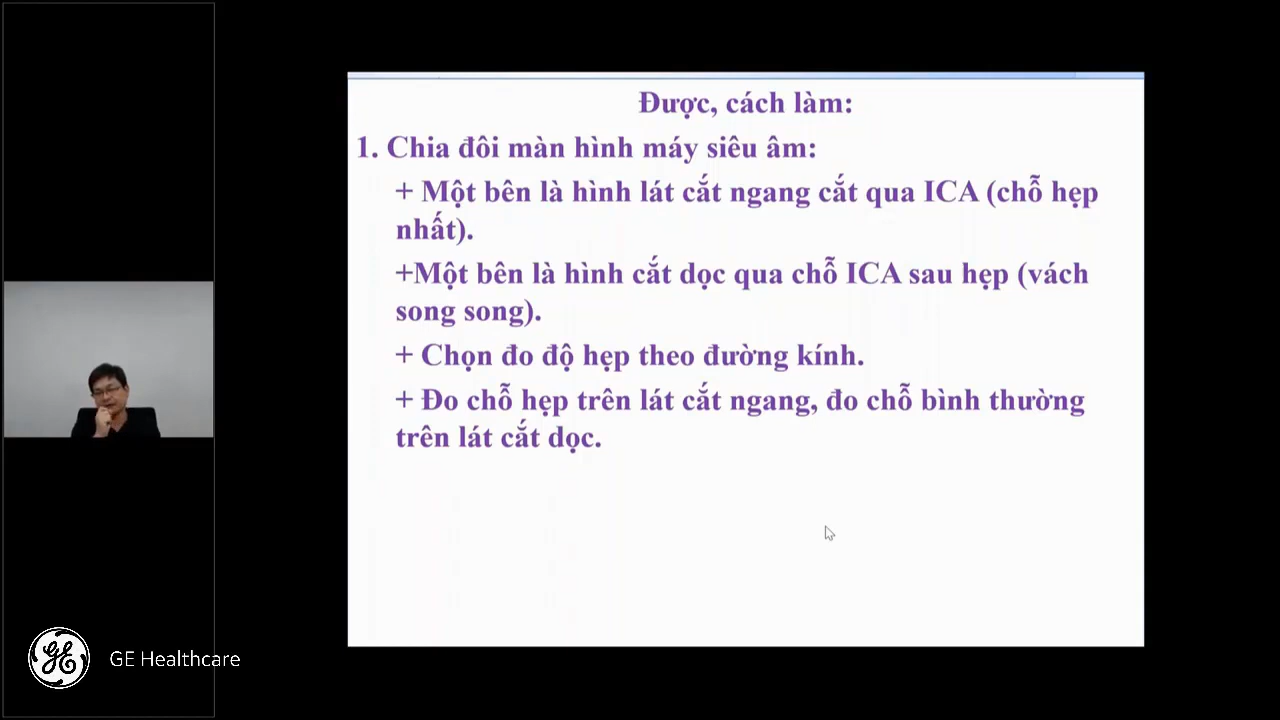 Được, cách làm:
1. Chia đôi màn hình máy siêu âm:
+ Một bên là hình lát cắt ngang cắt qua ICA (chỗ hẹp
nhất).
+Một bên là hình cắt dọc qua chỗ ICA sau hẹp (vách
song song).
+ Chọn đo độ hẹp theo đường kính.
+ Đo chỗ hẹp trên lát cắt ngang, đo chỗ bình thường
trên lát cắt dọc.
GE Healthcare